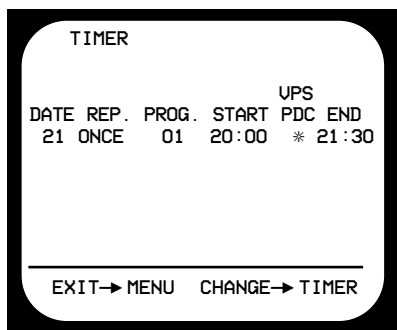 TIMER
VPS
DATE REP. PROG. START PDC END
21 ONCE 01 20:00 * 21:30
EXIT→MENU CHANGE→TIMER